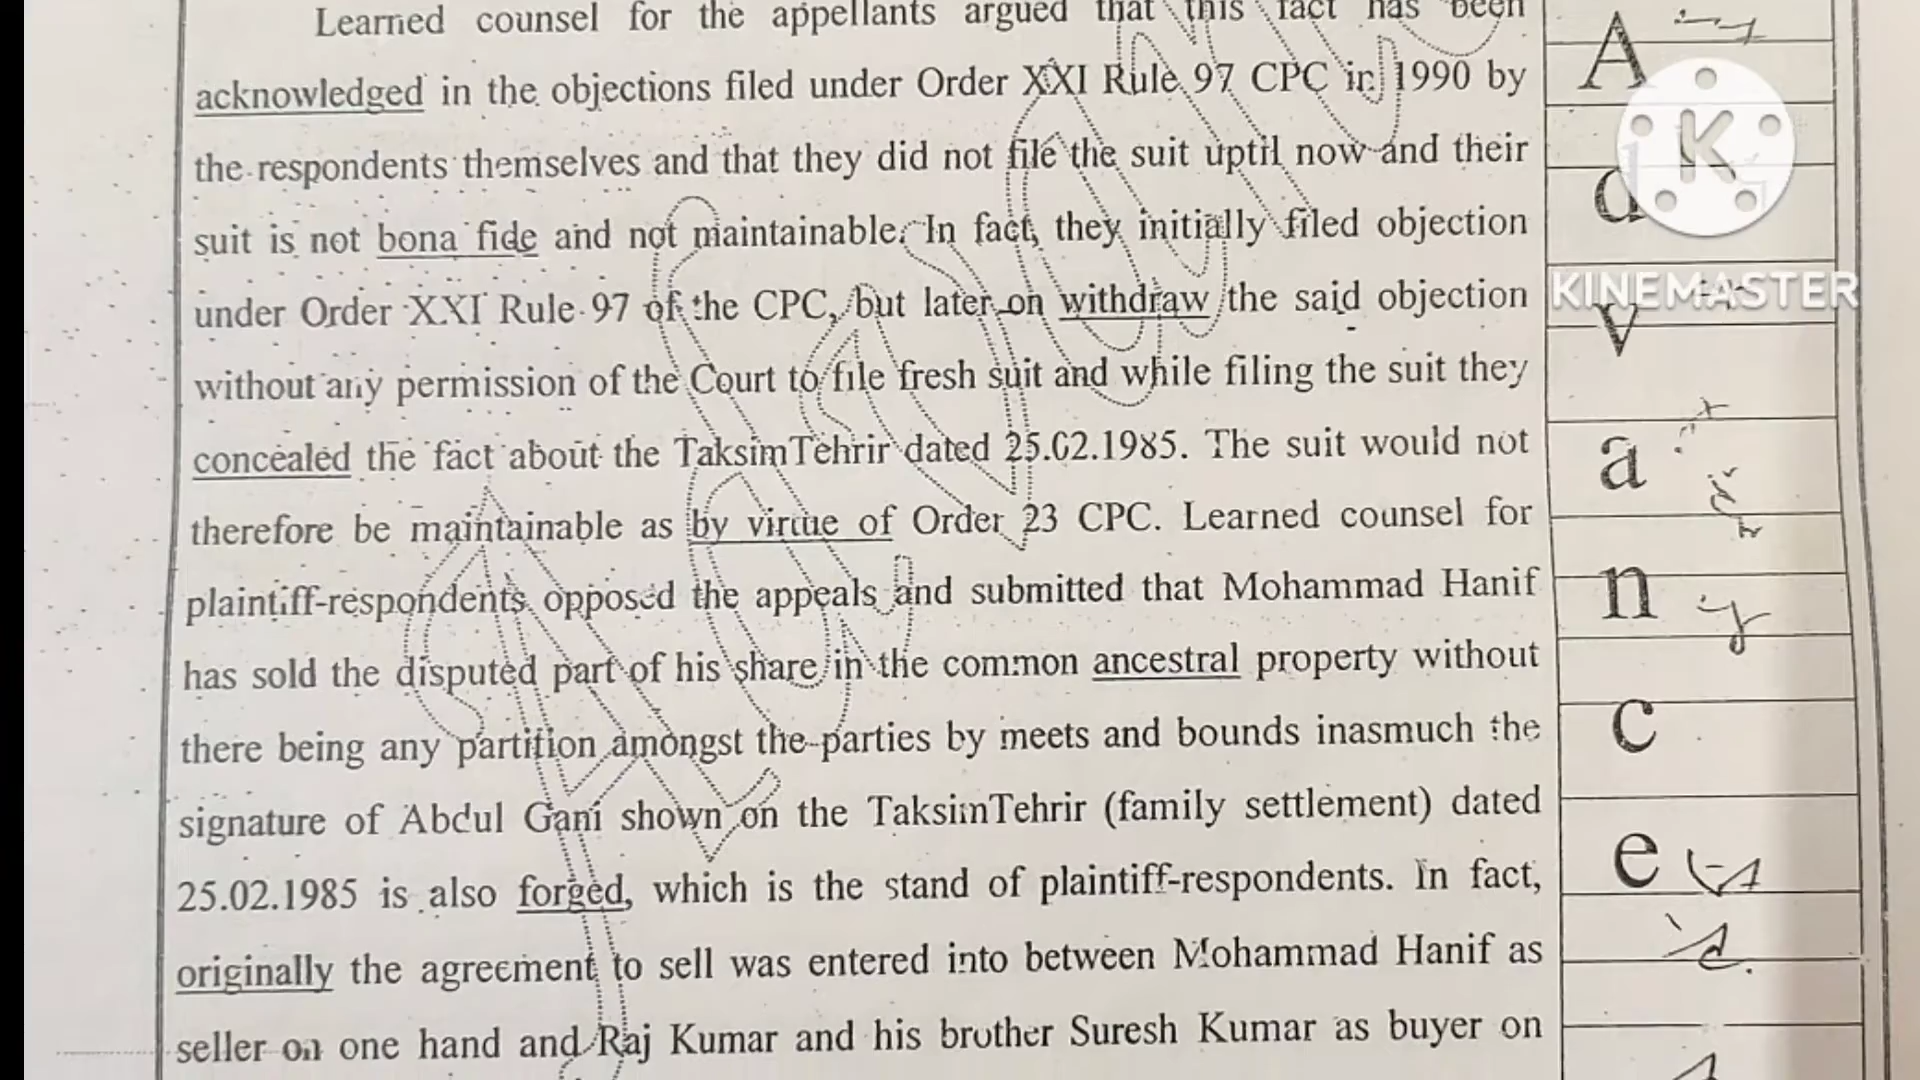 Learned counsel for the appellants argued that this fact has been
acknowledged in the objections filed under Order XXI Rule 97 CPC in 1990 by
the respondents themselves and that they did not file the suit uptil now and their
suit is not bona fide and not maintainable. In fact, they initially filed objection
under Order XXI Rule 97 of the CPC, but later on withdraw the said objection
without any permission of the Court to file fresh suit and while filing the suit they
concealed the fact about the TaksimTehrir dated 25.02.1985. The suit would not
therefore be maintainable as by virtue of Order 23 CPC. Learned counsel for
plaintiff-respondents opposed the appeals and submitted that Mohammad Hanif
has sold the disputed part of his share in the common ancestral property without
there being any partition amongst the parties by meets and bounds inasmuch the
signature of Abdul Gani shown on the TaksimTehrir (family settlement) dated
25.02.1985 is also forged, which is the stand of plaintiff-respondents. In fact,
originally the agreement to sell was entered into between Mohammad Hanif as
seller on one hand and Raj Kumar and his brother Suresh Kumar as buyer on
A
d
v
a
n
c
e
K
KINEMASTER